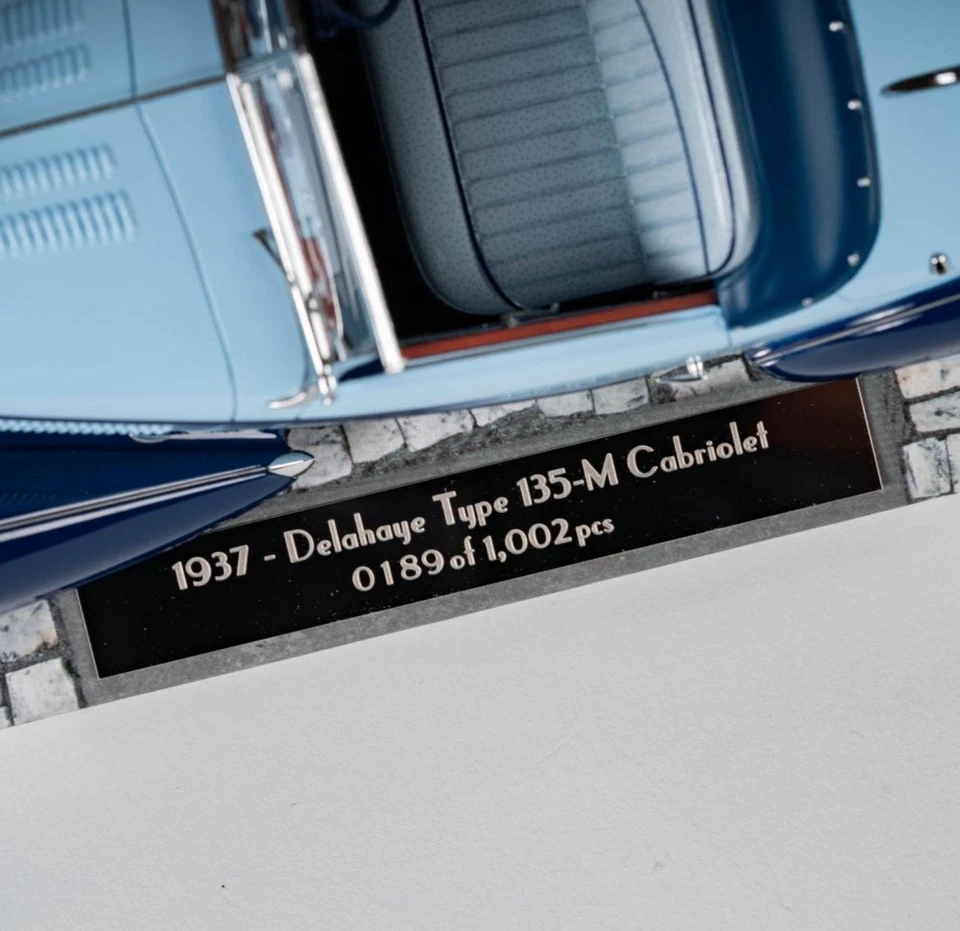 1937 - Delahaye Type 135-M Cabriolet
0189 of 1,002 pcs